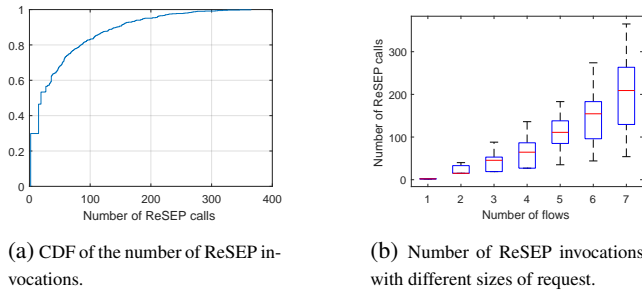 1
0.8
0.6
0.4
0.2
0
0 100 200 300 400
Number of ReSEP calls
(a) CDF of the number of ReSEP in-
vocations.
Number of ReSEP calls
300
200
100
0
1 2 3 4 5 6 7
Number of flows
(b) Number of ReSEP invocations
with different sizes of request.